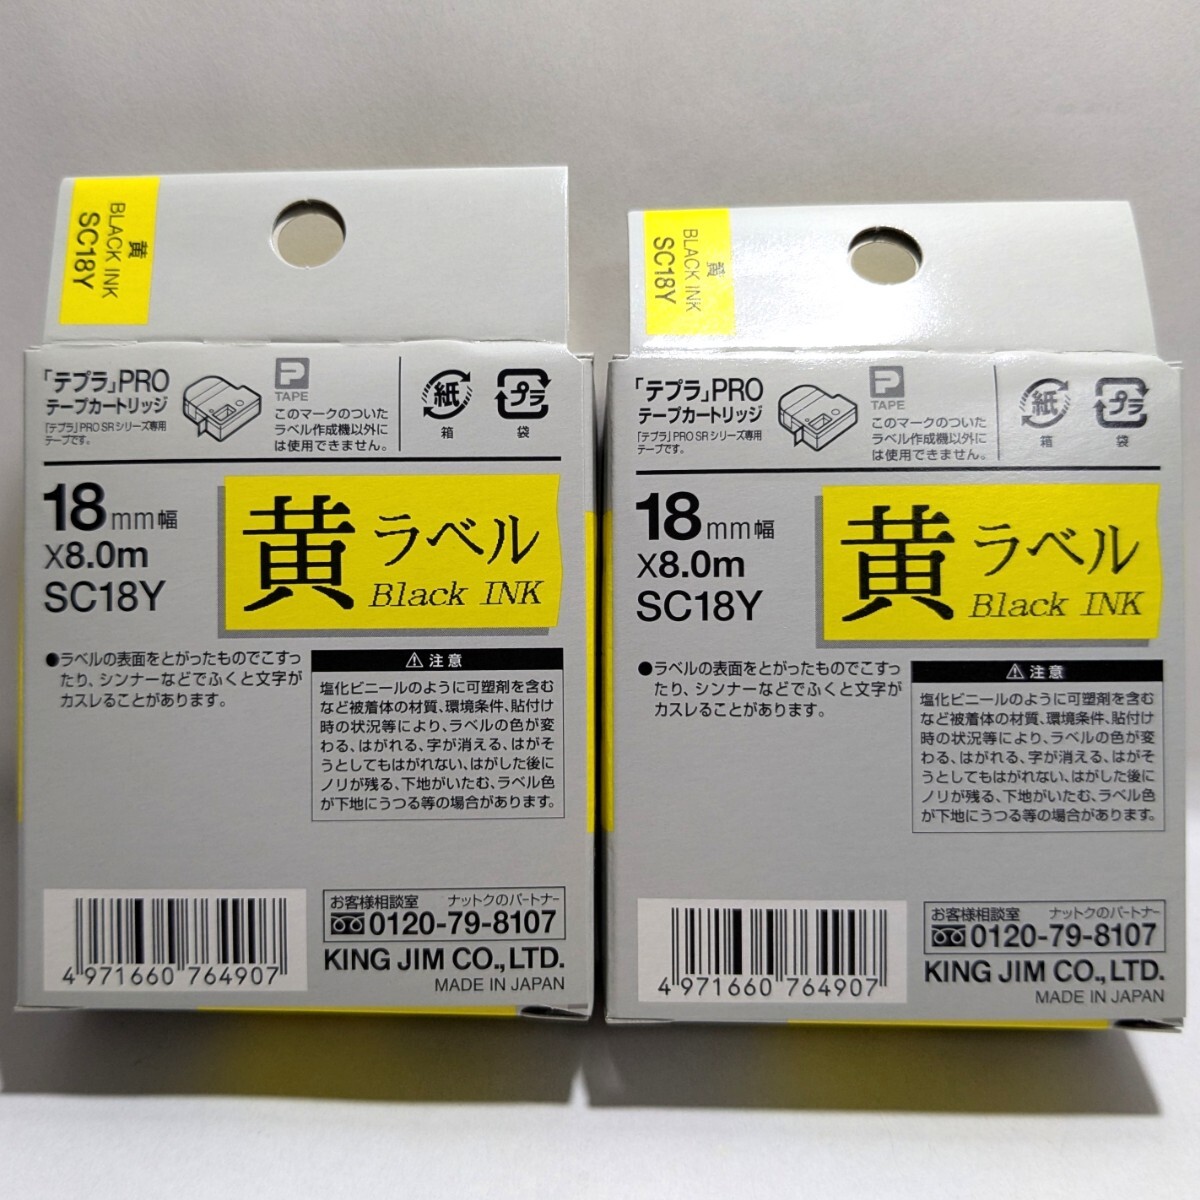 黄
BLACK INK
SC18Y
「テプラ」PRO
テープカートリッジ
「テプラ」PRO SRシリーズ専用
テープです。
P
TAPE
このマークのついた
ラベル作成機以外に
は使用できません。
紙
箱
プラ
袋
18mm幅
X8.0m
SC18Y
黄ラベル
Black INK
●ラベルの表面をとがったものでこすっ
たり、シンナーなどでふくと文字が
カスレることがあります。
⚠注意
塩化ビニールのように可塑剤を含む
など被着体の材質、環境条件、貼付け
時の状況等により、ラベルの色が変
わる、はがれる、字が消える、はがそ
うとしてもはがれない、はがした後に
ノリが残る、下地がいたむ、ラベル色
が下地にうつる等の場合があります。
4 971660 764907
お客様相談室 ナットクのパートナー
0120-79-8107
KING JIM CO.,LTD.
MADE IN JAPAN
黄
BLACK INK
SC18Y
「テプラ」PRO
テープカートリッジ
「テプラ」PRO SRシリーズ専用
テープです。
P
TAPE
このマークのついた
ラベル作成機以外に
は使用できません。
紙
箱
プラ
袋
18mm幅
X8.0m
SC18Y
黄ラベル
Black INK
●ラベルの表面をとがったものでこすっ
たり、シンナーなどでふくと文字が
カスレることがあります。
⚠注意
塩化ビニールのように可塑剤を含む
など被着体の材質、環境条件、貼付け
時の状況等により、ラベルの色が変
わる、はがれる、字が消える、はがそ
うとしてもはがれない、はがした後に
ノリが残る、下地がいたむ、ラベル色
が下地にうつる等の場合があります。
4 971660 764907
お客様相談室 ナットクのパートナー
0120-79-8107
KING JIM CO.,LTD.
MADE IN JAPAN